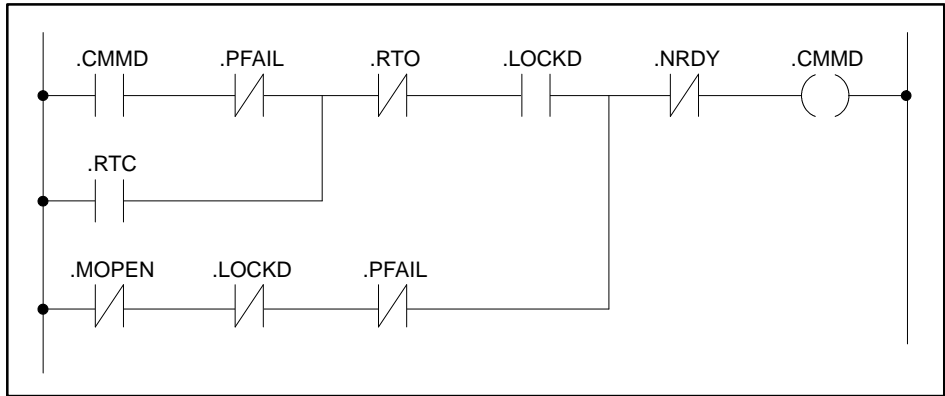 .CMMD .PFAIL .RTO .LOCKD .NRDY .CMMD
.RTC
.MOPEN .LOCKD .PFAIL